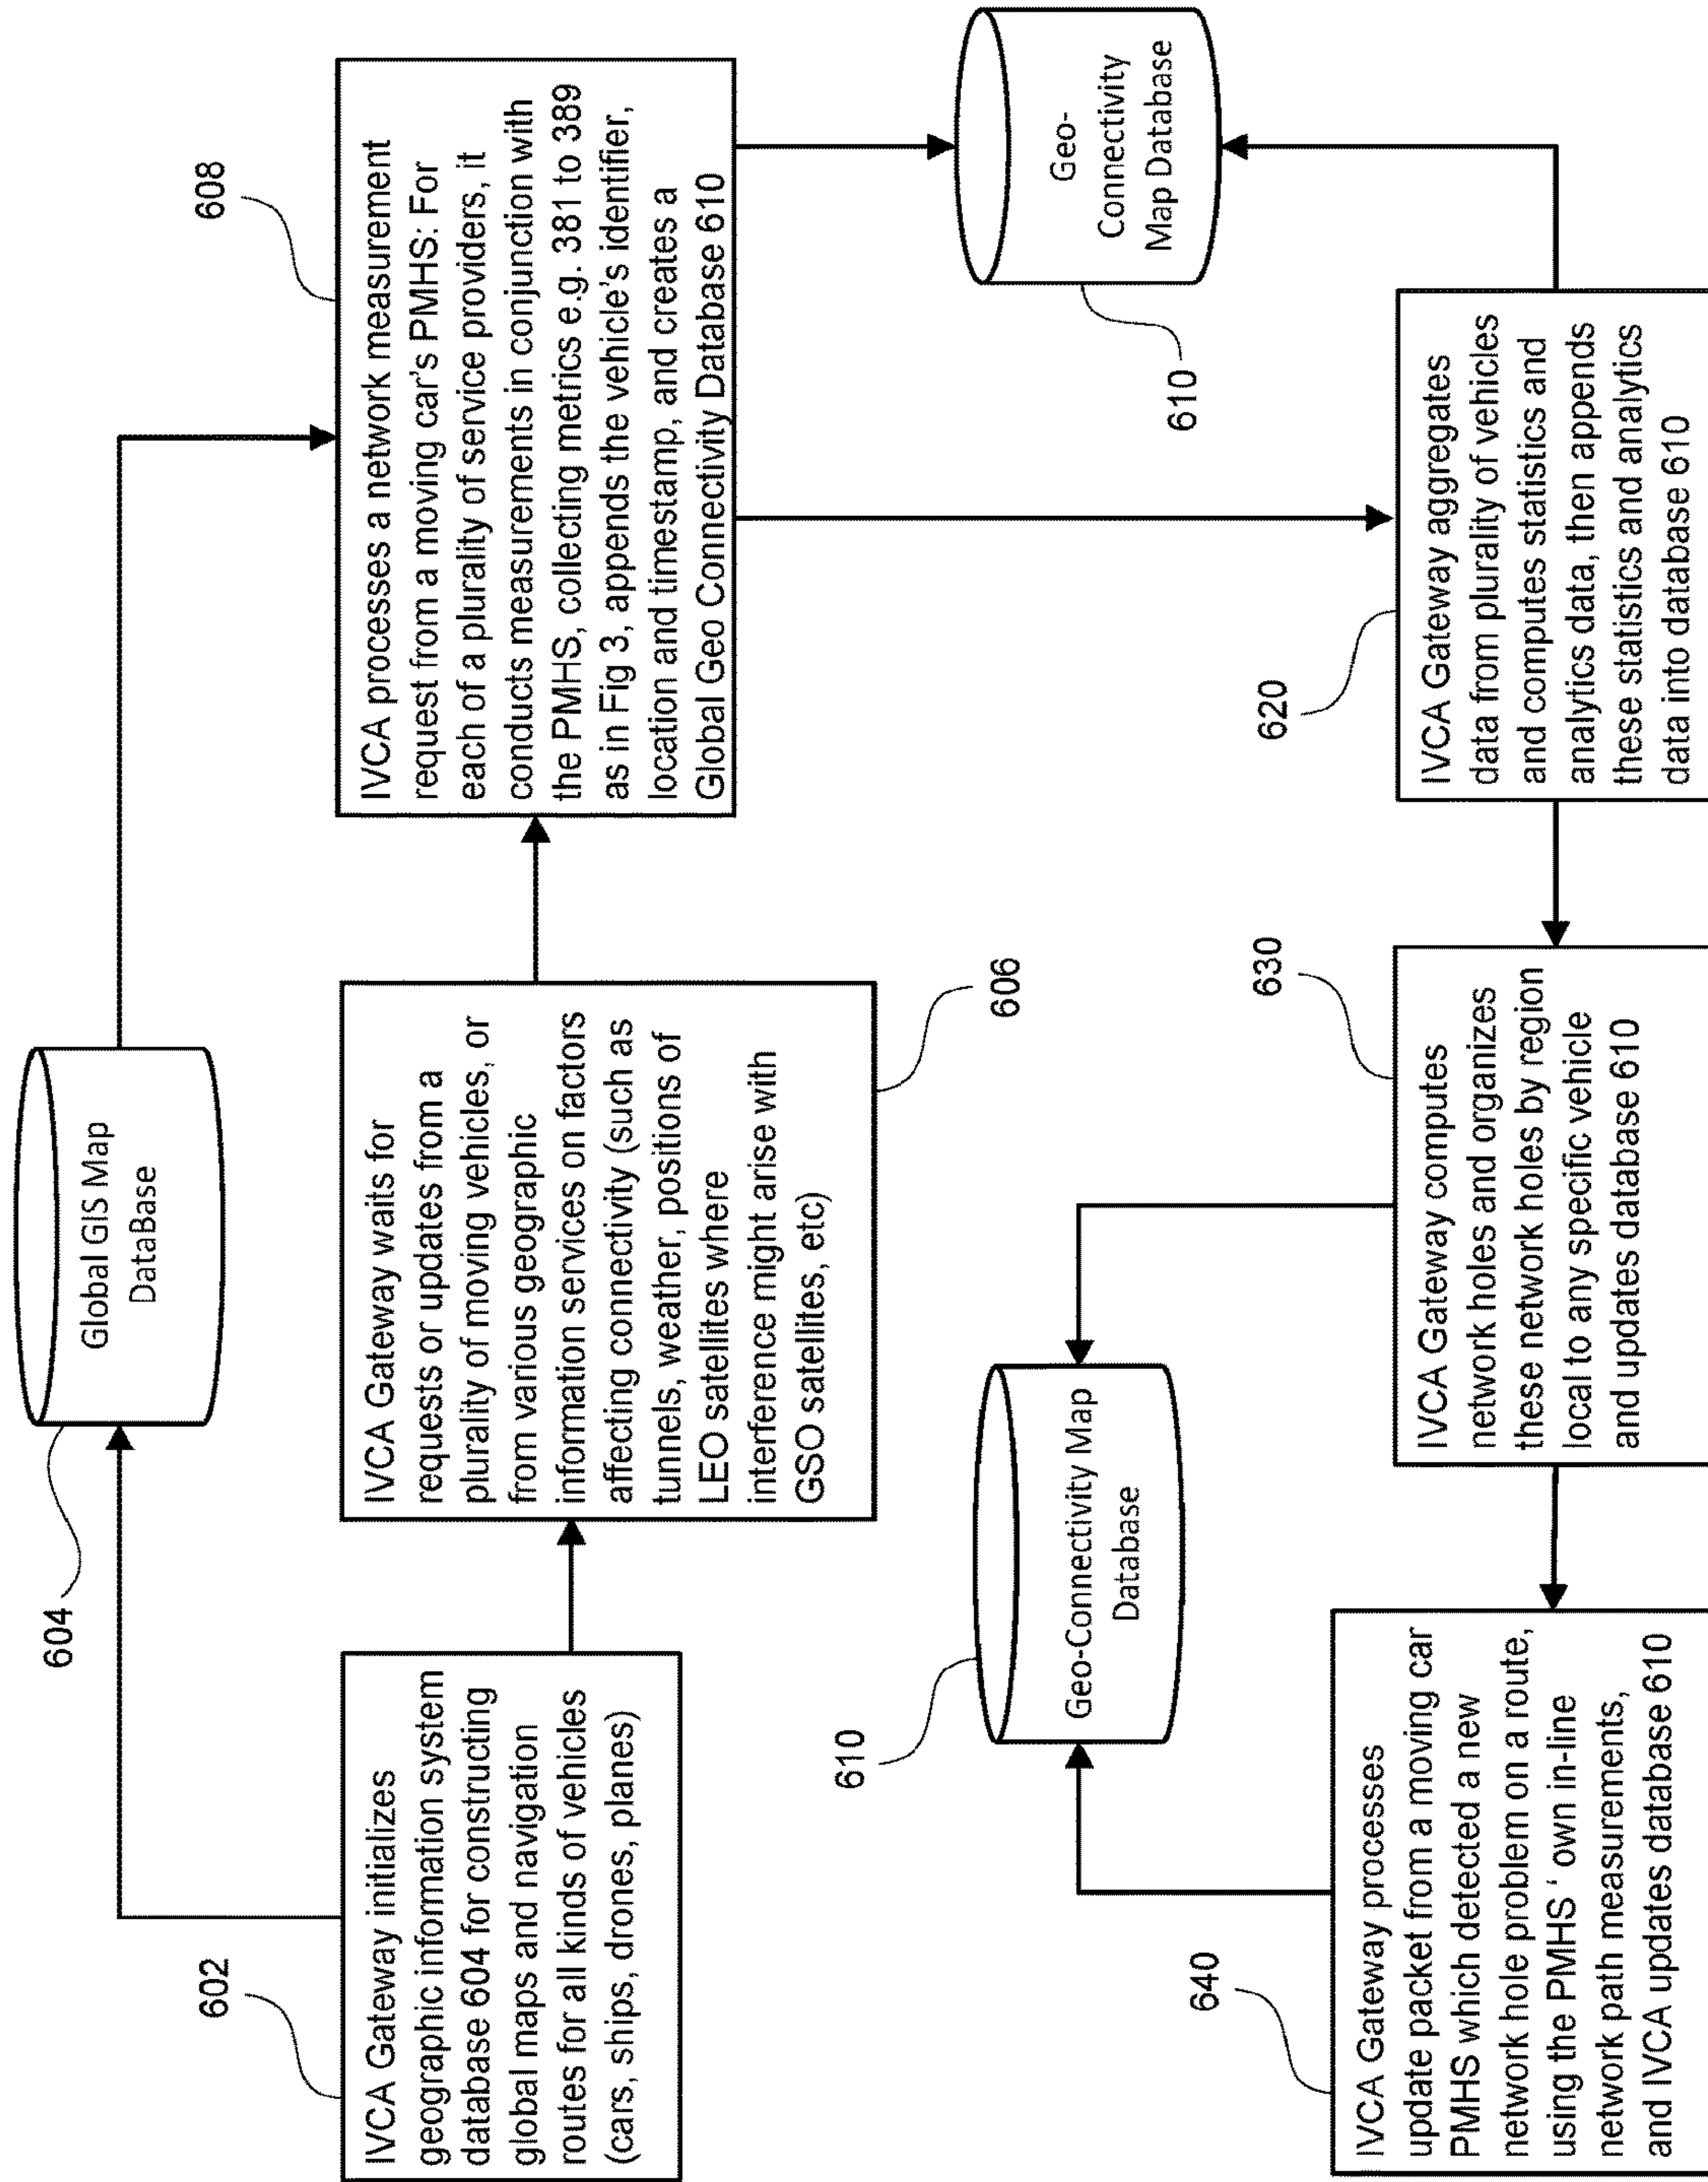 604
Global GIS Map
DataBase
602
IVCA Gateway initializes
geographic information system
database 604 for constructing
global maps and navigation
routes for all kinds of vehicles
(cars, ships, drones, planes)
IVCA Gateway waits for
requests or updates from a
plurality of moving vehicles, or
from various geographic
information services on factors
affecting connectivity (such as
tunnels, weather, positions of
LEO satellites where
interference might arise with
GSO satellites, etc)
606
608
IVCA processes a network measurement
request from a moving car's PMHS: For
each of a plurality of service providers, it
conducts measurements in conjunction with
the PMHS, collecting metrics e.g. 381 to 389
as in Fig 3, appends the vehicle's identifier,
location and timestamp, and creates a
Global Geo Connectivity Database 610
610
Geo-Connectivity Map
Database
610
Geo-
Connectivity
Map Database
640
IVCA Gateway processes
update packet from a moving car
PMHS which detected a new
network hole problem on a route,
using the PMHS ‘ own in-line
network path measurements,
and IVCA updates database 610
630
IVCA Gateway computes
network holes and organizes
these network holes by region
local to any specific vehicle
and updates database 610
620
IVCA Gateway aggregates
data from plurality of vehicles
and computes statistics and
analytics data, then appends
these statistics and analytics
data into database 610